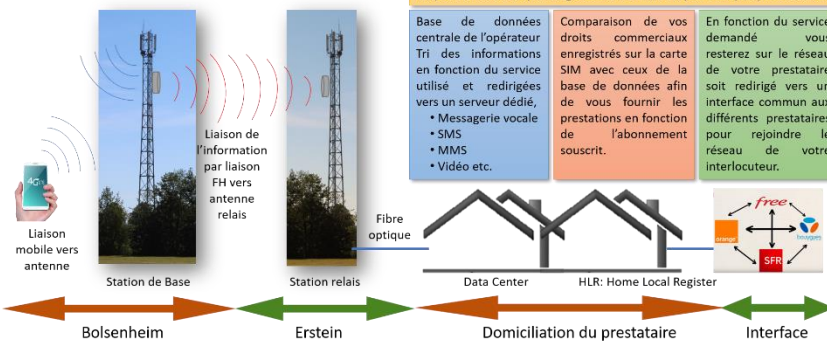 Base de données
centrale de l'opérateur
Tri des informations
en fonction du service
utilisé et redirigées
vers un serveur dédié,
• Messagerie vocale
• SMS
• MMS
• Vidéo etc.
Comparaison de vos
droits commerciaux
enregistrés sur la carte
SIM avec ceux de la
base de données afin
de vous fournir les
prestations en fonction
de l'abonnement
souscrit.
En fonction du service
demandé vous
resterez sur le réseau
de votre prestataire
soit redirigé vers un
interface commun aux
différents prestataires
pour rejoindre le
réseau de votre
interlocuteur.
Liaison de
l'information
par liaison
FH vers
antenne
relais
4G
Liaison
mobile vers
antenne
Fibre
optique
free
orange
bouygues
SFR
Station de Base
Station relais
Data Center
HLR: Home Local Register
Bolsenheim
Erstein
Domiciliation du prestataire
Interface